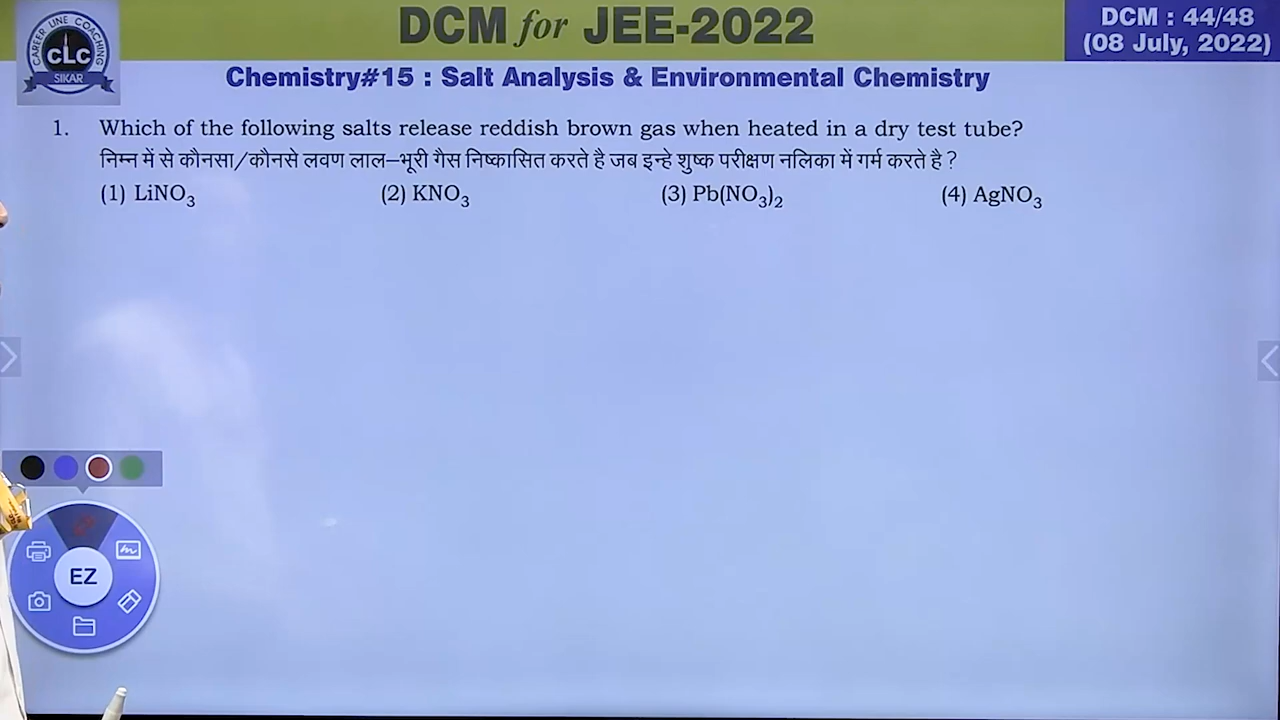 DCM for JEE-2022
DCM : 44/48
(08 July, 2022)
CAREER LINE COACHING
CLC
SIKAR
Chemistry#15 : Salt Analysis & Environmental Chemistry
1. Which of the following salts release reddish brown gas when heated in a dry test tube?
निम्न में से कौनसा/कौनसे लवण लाल–भूरी गैस निष्कासित करते है जब इन्हे शुष्क परीक्षण नलिका में गर्म करते है ?
(1) LiNO₃ (2) KNO₃ (3) Pb(NO₃)₂ (4) AgNO₃
EZ